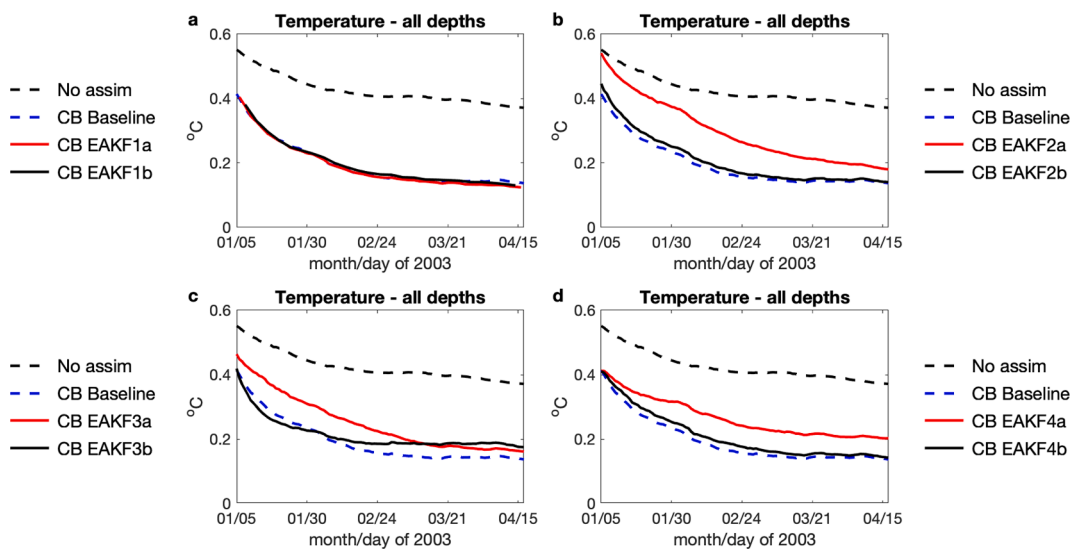 a
Temperature - all depths
No assim
CB Baseline
CB EAKF1a
CB EAKF1b
°C
0.6
0.4
0.2
0
01/05 01/30 02/24 03/21 04/15
month/day of 2003
b
Temperature - all depths
°C
0.6
0.4
0.2
0
01/05 01/30 02/24 03/21 04/15
month/day of 2003
No assim
CB Baseline
CB EAKF2a
CB EAKF2b
c
Temperature - all depths
No assim
CB Baseline
CB EAKF3a
CB EAKF3b
°C
0.6
0.4
0.2
0
01/05 01/30 02/24 03/21 04/15
month/day of 2003
d
Temperature - all depths
°C
0.6
0.4
0.2
0
01/05 01/30 02/24 03/21 04/15
month/day of 2003
No assim
CB Baseline
CB EAKF4a
CB EAKF4b